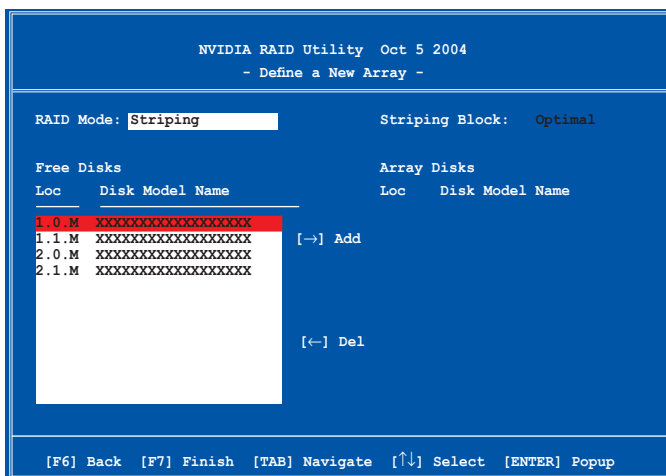 NVIDIA RAID Utility Oct 5 2004
- Define a New Array -
RAID Mode: Striping Striping Block: Optimal
Free Disks Array Disks
Loc Disk Model Name Loc Disk Model Name
1.0.M XXXXXXXXXXXXXXXXXX
1.1.M XXXXXXXXXXXXXXXXXX
[→] Add
2.0.M XXXXXXXXXXXXXXXXXX
2.1.M XXXXXXXXXXXXXXXXXX
[←] Del
[F6] Back [F7] Finish [TAB] Navigate [↑↓] Select [ENTER] Popup